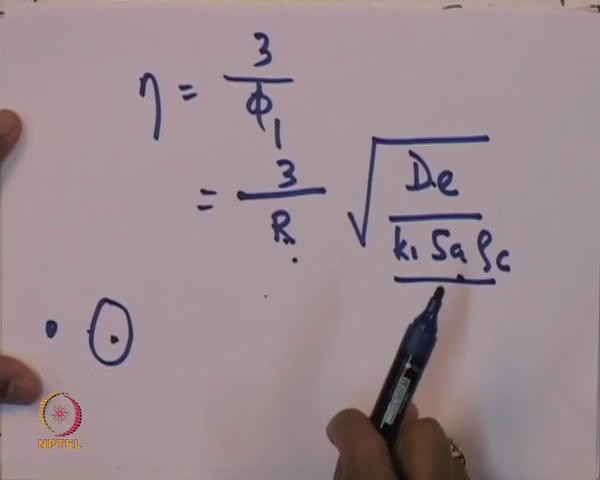 η = 3/Φ₁
= 3/R √(De/(k₁ Sa ρc))
NPTEL